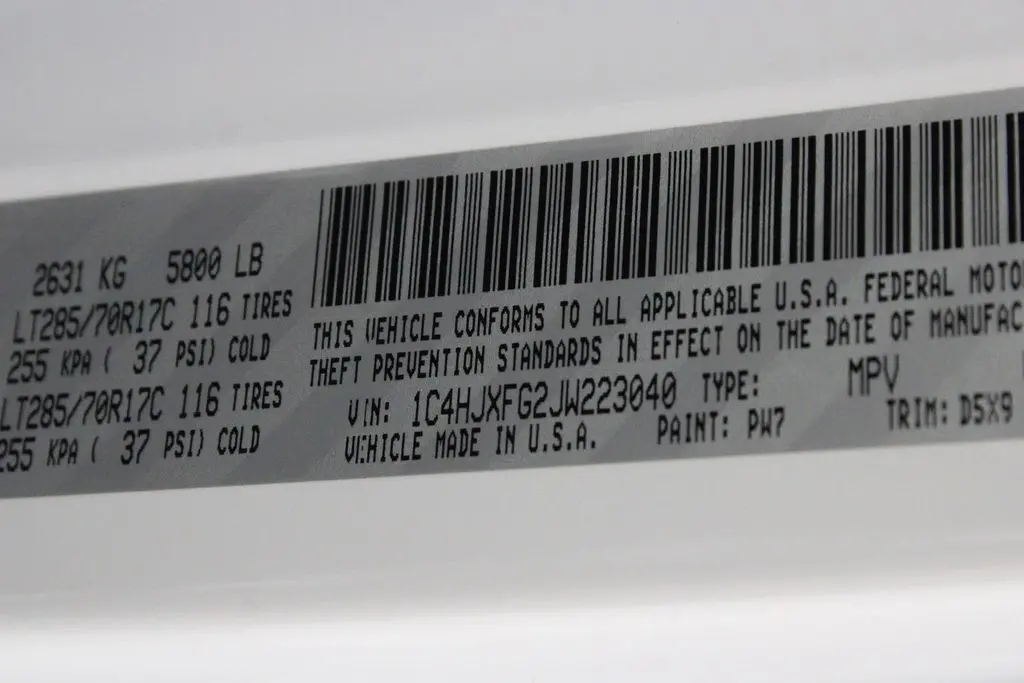 2631 KG 5800 LB
LT285/70R17C 116 TIRES
255 KPA ( 37 PSI) COLD
LT285/70R17C 116 TIRES
255 KPA ( 37 PSI) COLD
THIS VEHICLE CONFORMS TO ALL APPLICABLE U.S.A. FEDERAL MOTO
THEFT PREVENTION STANDARDS IN EFFECT ON THE DATE OF MANUFAC
VIN: 1C4HJXFG2JW223040 TYPE: MPV
VEHICLE MADE IN U.S.A. PAINT: PW7 TRIM: D5X9